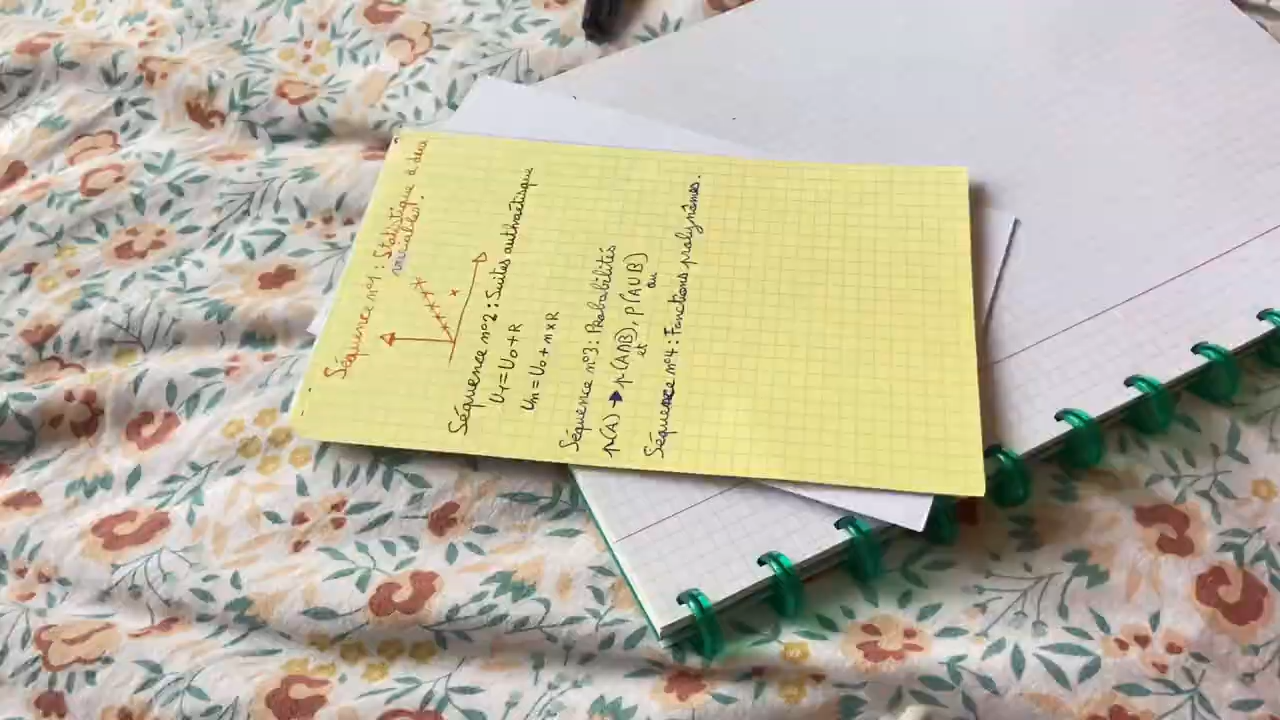 Séquence n°1 : Statistique à deux
variables.
Séquence n°2 : Suites arithmétique
U1 = U0 + R
Un = U0 + n x R
Séquence n°3 : Probabilités
p(A) → p(A∩B), p(A∪B)
et ou
Séquence n°4 : Fonctions polynômes.